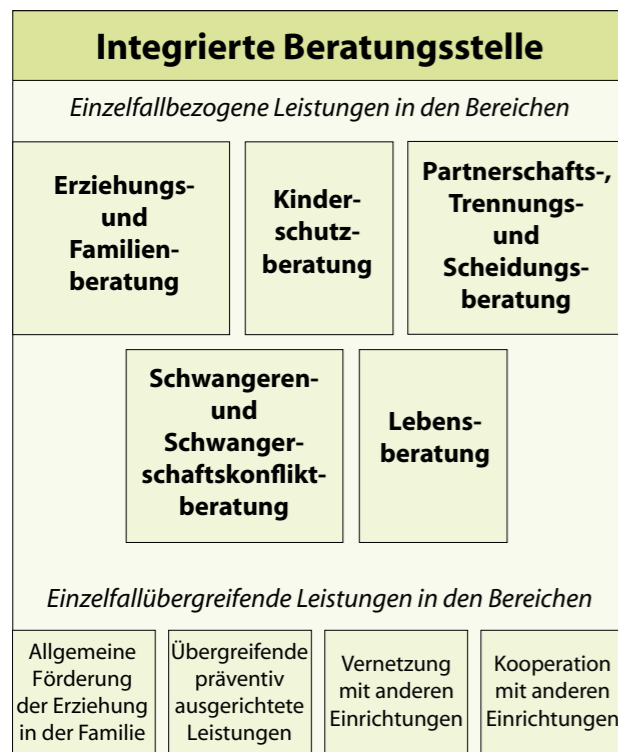 Integrierte Beratungsstelle
Einzelfallbezogene Leistungen in den Bereichen
Erziehungs-
und
Familien-
beratung
Kinder-
schutz-
beratung
Partnerschafts-,
Trennungs-
und
Scheidungs-
beratung
Schwangeren-
und
Schwanger-
schaftskonflikt-
beratung
Lebens-
beratung
Einzelfallübergreifende Leistungen in den Bereichen
Allgemeine
Förderung
der Erziehung
in der Familie
Übergreifende
präventiv
ausgerichtete
Leistungen
Vernetzung
mit anderen
Einrichtungen
Kooperation
mit anderen
Einrichtungen